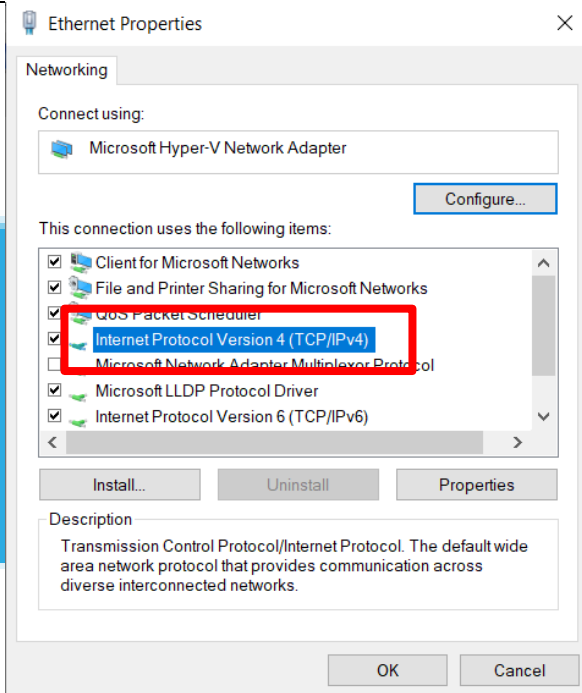 Ethernet Properties
Networking
Connect using:
Microsoft Hyper-V Network Adapter
Configure...
This connection uses the following items:
Client for Microsoft Networks
File and Printer Sharing for Microsoft Networks
QoS Packet Scheduler
Internet Protocol Version 4 (TCP/IPv4)
Microsoft Network Adapter Multiplexor Protocol
Microsoft LLDP Protocol Driver
Internet Protocol Version 6 (TCP/IPv6)
Install...
Uninstall
Properties
Description
Transmission Control Protocol/Internet Protocol. The default wide
area network protocol that provides communication across
diverse interconnected networks.
OK
Cancel